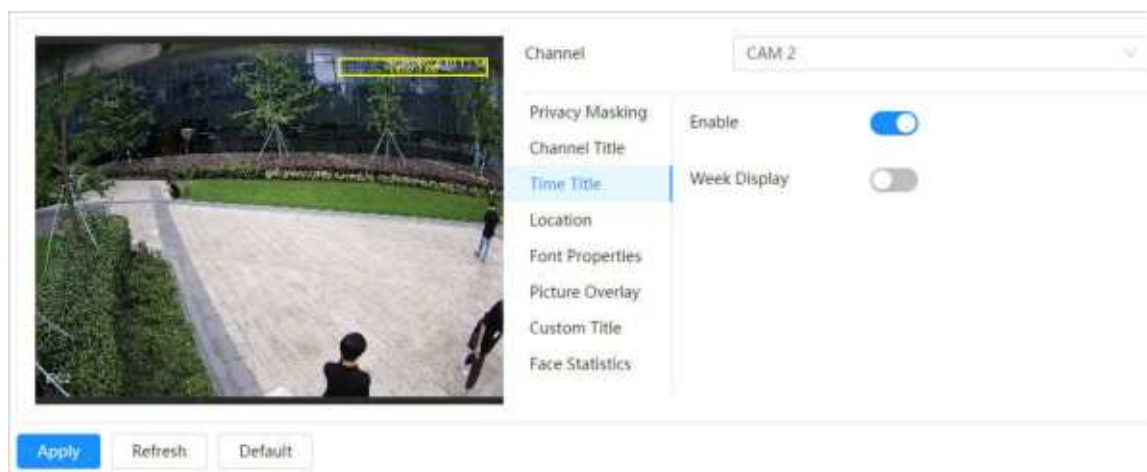 Channel
CAM 2
Privacy Masking
Channel Title
Time Title
Location
Font Properties
Picture Overlay
Custom Title
Face Statistics
Enable
Week Display
Apply
Refresh
Default